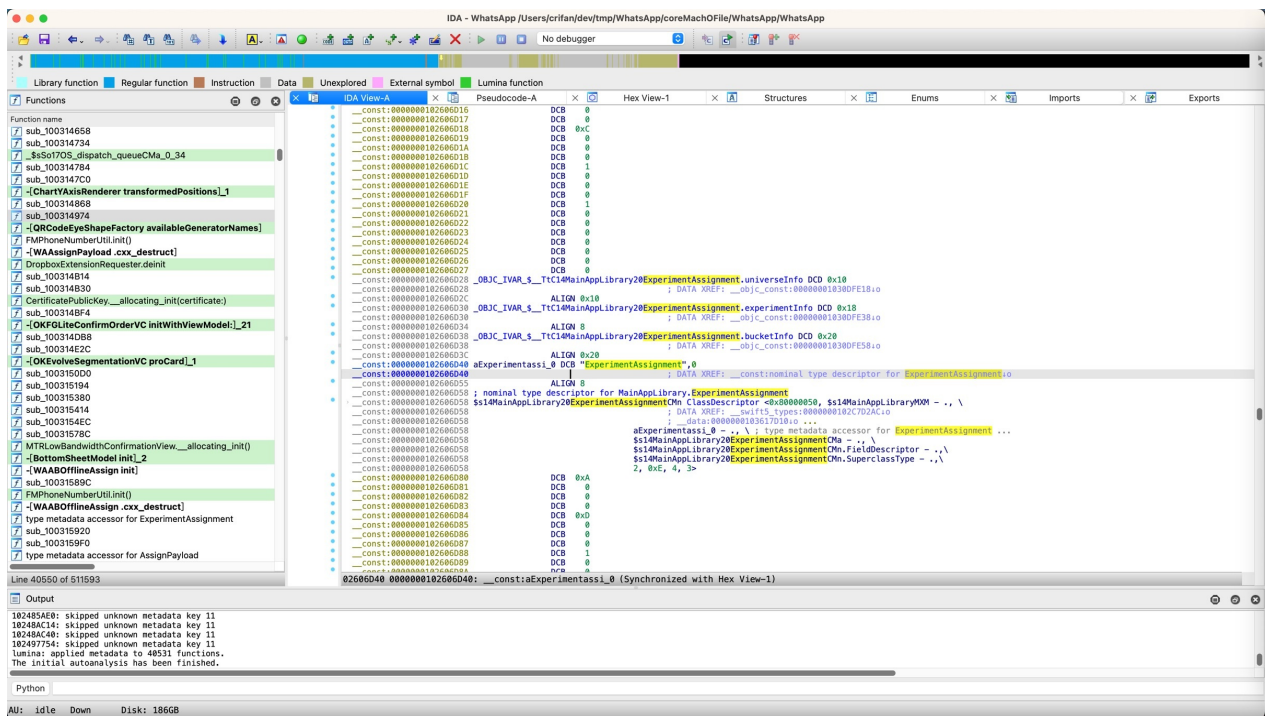 IDA - WhatsApp /Users/crifan/dev/tmp/WhatsApp/coreMachOFile/WhatsApp/WhatsApp
No debugger
Library function Regular function Instruction Data Unexplored External symbol Lumina function
Functions
IDA View-A Pseudocode-A Hex View-1 Structures Enums Imports Exports
Function name
sub_100314658
sub_100314734
_$sSo17OS_dispatch_queueCMa_0_34
sub_100314784
sub_1003147C0
-[ChartYAxisRenderer transformedPositions]_1
sub_100314868
sub_100314974
-[QRCodeEyeShapeFactory availableGeneratorNames]
FMPhoneNumberUtil.init()
-[WAAssignPayload .cxx_destruct]
DropboxExtensionRequester.deinit
sub_100314B14
sub_100314B30
CertificatePublicKey.__allocating_init(certificate:)
sub_100314BF4
-[OKFGLiteConfirmOrderVC initWithViewModel:]_21
sub_100314DB8
sub_100314E2C
-[OKEvolveSegmentationVC proCard]_1
sub_1003150D0
sub_100315194
sub_100315380
sub_100315414
sub_1003154EC
sub_10031578C
MTRLowBandwidthConfirmationView.__allocating_init()
-[BottomSheetModel init]_2
-[WAABOfflineAssign init]
sub_10031589C
FMPhoneNumberUtil.init()
-[WAABOfflineAssign .cxx_destruct]
type metadata accessor for ExperimentAssignment
sub_100315920
sub_1003159F0
type metadata accessor for AssignPayload
Line 40550 of 511593
__const:0000000102606D16 DCB 0
__const:0000000102606D17 DCB 0
__const:0000000102606D18 DCB 0xC
__const:0000000102606D19 DCB 0
__const:0000000102606D1A DCB 0
__const:0000000102606D1B DCB 0
__const:0000000102606D1C DCB 1
__const:0000000102606D1D DCB 0
__const:0000000102606D1E DCB 0
__const:0000000102606D1F DCB 0
__const:0000000102606D20 DCB 1
__const:0000000102606D21 DCB 0
__const:0000000102606D22 DCB 0
__const:0000000102606D23 DCB 0
__const:0000000102606D24 DCB 0
__const:0000000102606D25 DCB 0
__const:0000000102606D26 DCB 0
__const:0000000102606D27 DCB 0
__const:0000000102606D28 _OBJC_IVAR_$__TtC14MainAppLibrary20ExperimentAssignment.universeInfo DCD 0x10
__const:0000000102606D28 ; DATA XREF: __objc_const:00000001030DFE18↓o
__const:0000000102606D2C ALIGN 0x10
__const:0000000102606D30 _OBJC_IVAR_$__TtC14MainAppLibrary20ExperimentAssignment.experimentInfo DCD 0x18
__const:0000000102606D30 ; DATA XREF: __objc_const:00000001030DFE38↓o
__const:0000000102606D34 ALIGN 8
__const:0000000102606D38 _OBJC_IVAR_$__TtC14MainAppLibrary20ExperimentAssignment.bucketInfo DCD 0x20
__const:0000000102606D38 ; DATA XREF: __objc_const:00000001030DFE58↓o
__const:0000000102606D3C ALIGN 0x20
__const:0000000102606D40 aExperimentassi_0 DCB "ExperimentAssignment",0
__const:0000000102606D40 ; DATA XREF: __const:nominal type descriptor for ExperimentAssignment↓o
__const:0000000102606D55 ALIGN 8
__const:0000000102606D58 ; nominal type descriptor for MainAppLibrary.ExperimentAssignment
__const:0000000102606D58 $s14MainAppLibrary20ExperimentAssignmentCMn ClassDescriptor <0x80000050, $s14MainAppLibraryMXM - ., \
__const:0000000102606D58 ; DATA XREF: __swift5_types:0000000102C7D2AC↓o
__const:0000000102606D58 ; __data:0000000103617D10↓o ...
__const:0000000102606D58 aExperimentassi_0 - ., \ ; type metadata accessor for ExperimentAssignment ...
__const:0000000102606D58 $s14MainAppLibrary20ExperimentAssignmentCMa - ., \
__const:0000000102606D58 $s14MainAppLibrary20ExperimentAssignmentCMn.FieldDescriptor - .,\
__const:0000000102606D58 $s14MainAppLibrary20ExperimentAssignmentCMn.SuperclassType - .,\
__const:0000000102606D58 2, 0xE, 4, 3>
__const:0000000102606D80 DCB 0xA
__const:0000000102606D81 DCB 0
__const:0000000102606D82 DCB 0
__const:0000000102606D83 DCB 0
__const:0000000102606D84 DCB 0xD
__const:0000000102606D85 DCB 0
__const:0000000102606D86 DCB 0
__const:0000000102606D87 DCB 0
__const:0000000102606D88 DCB 1
__const:0000000102606D89 DCB 0
__const:0000000102606D8A DCB 0
02606D40 0000000102606D40: __const:aExperimentassi_0 (Synchronized with Hex View-1)
Output
102485AE0: skipped unknown metadata key 11
10248AC14: skipped unknown metadata key 11
10248AC40: skipped unknown metadata key 11
102497754: skipped unknown metadata key 11
lumina: applied metadata to 40531 functions.
The initial autoanalysis has been finished.
Python
AU: idle Down Disk: 186GB